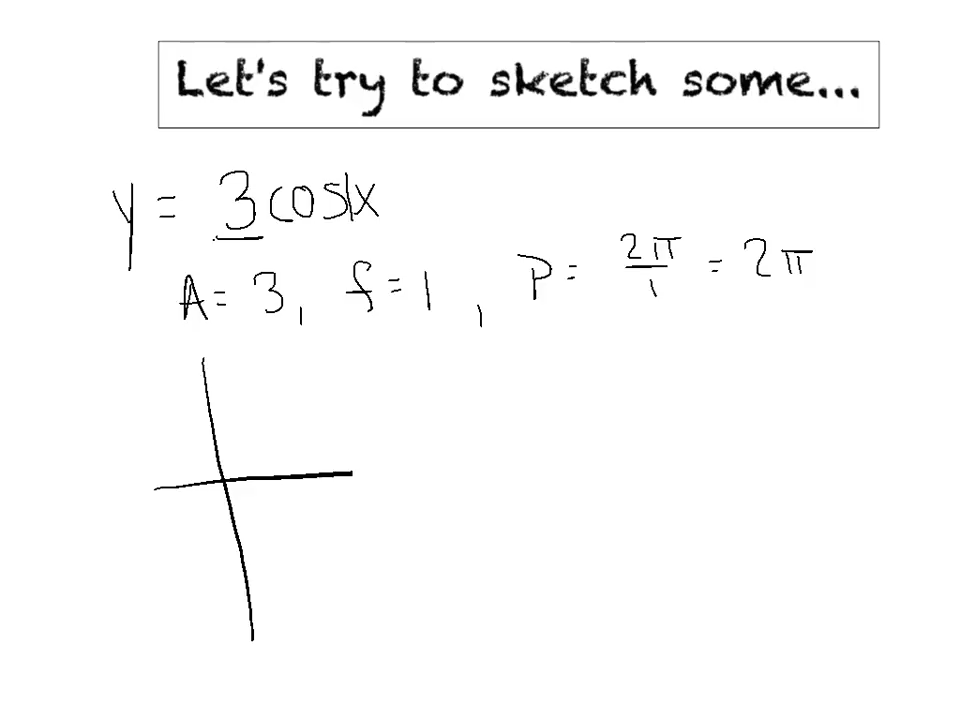 Let's try to sketch some...
y = 3cos1x
A = 3, f = 1, P = 2π/1 = 2π